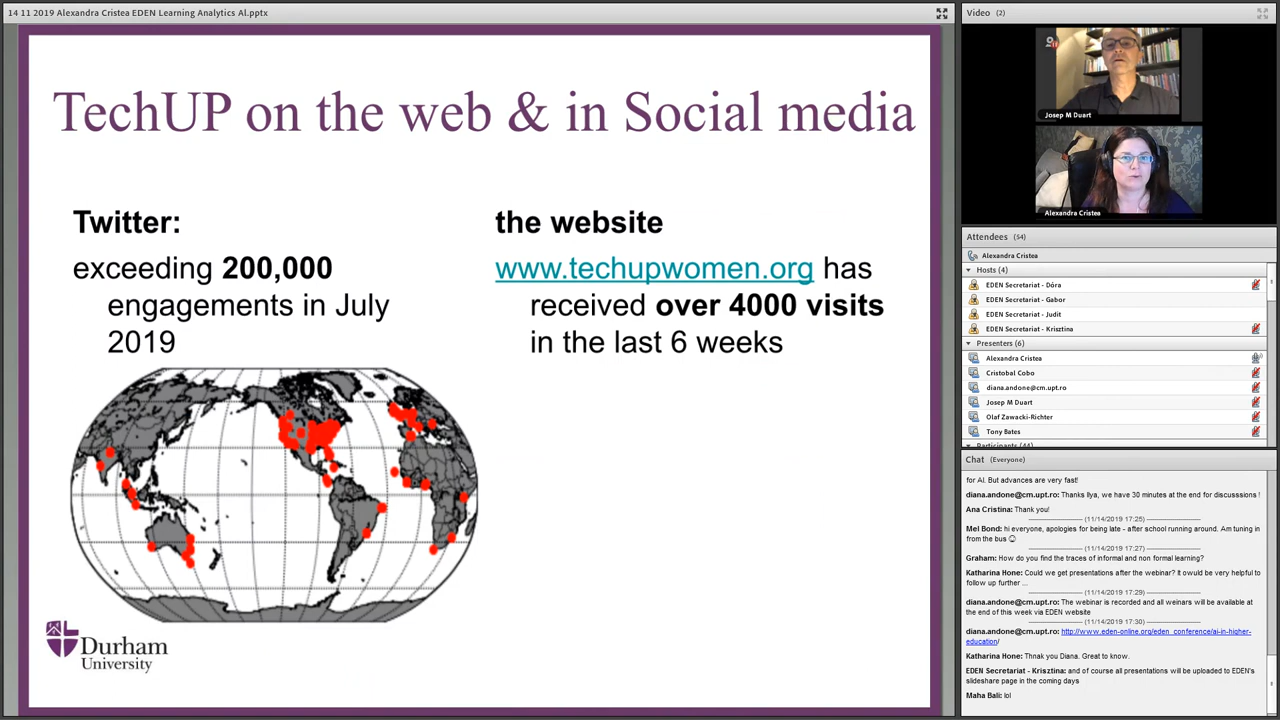 14 11 2019 Alexandra Cristea EDEN Learning Analytics AI.pptx
TechUP on the web & in Social media
Twitter:
exceeding 200,000
engagements in July
2019
the website
www.techupwomen.org has
received over 4000 visits
in the last 6 weeks
Durham
University
Video (2)
Josep M Duart
Alexandra Cristea
Attendees (54)
Alexandra Cristea
Hosts (4)
EDEN Secretariat - Dóra
EDEN Secretariat - Gabor
EDEN Secretariat - Judit
EDEN Secretariat - Krisztina
Presenters (6)
Alexandra Cristea
Cristobal Cobo
diana.andone@cm.upt.ro
Josep M Duart
Olaf Zawacki-Richter
Tony Bates
Participants (44)
Chat (Everyone)
for AI. But advances are very fast!
diana.andone@cm.upt.ro: Thanks Ilya, we have 30 minutes at the end for discusssions !
Ana Cristina: Thank you!
(11/14/2019 17:25)
Mel Bond: hi everyone, apologies for being late - after school running around. Am tuning in
from the bus ☺
(11/14/2019 17:27)
Graham: How do you find the traces of informal and non formal learning?
Katharina Hone: Could we get presentations after the webinar? It owuld be very helpful to
follow up further ...
(11/14/2019 17:29)
diana.andone@cm.upt.ro: The webinar is recorded and all weinars will be available at
the end of this week via EDEN website
(11/14/2019 17:30)
diana.andone@cm.upt.ro: http://www.eden-online.org/eden_conference/ai-in-higher-
education/
Katharina Hone: Thnak you Diana. Great to know.
EDEN Secretariat - Krisztina: and of course all presentations will be uploaded to EDEN's
slideshare page in the coming days
Maha Bali: lol